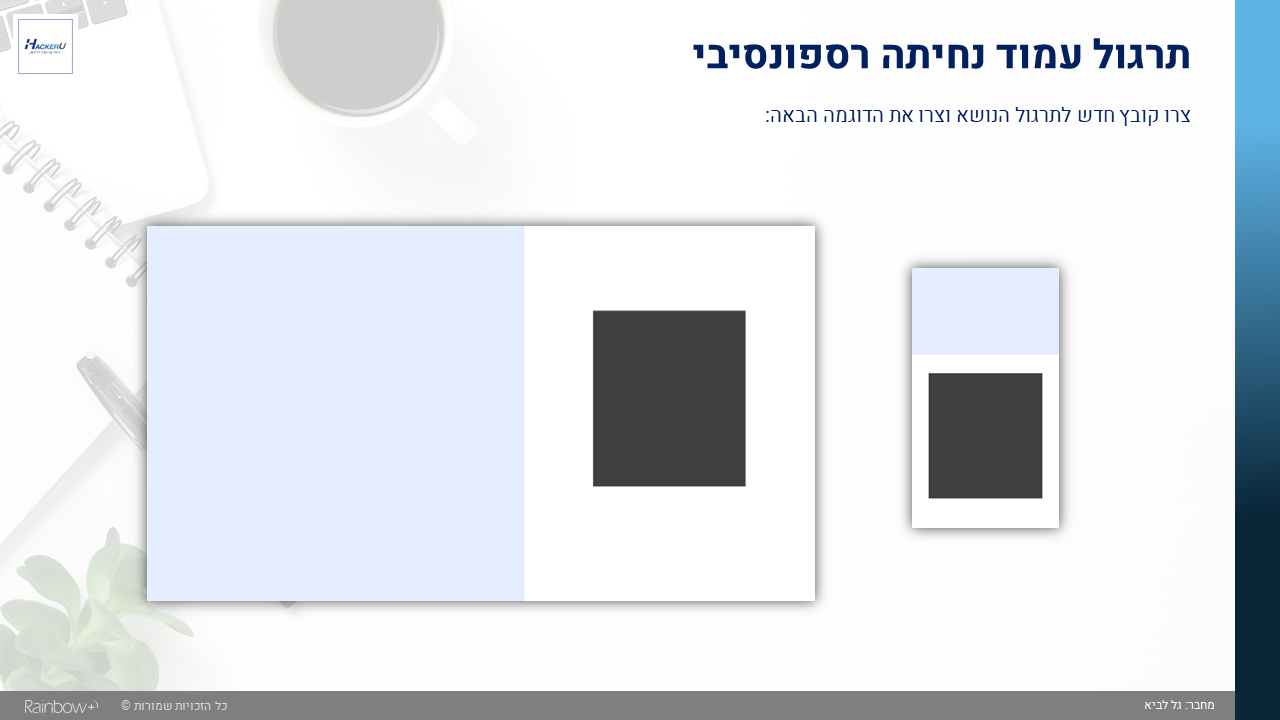 HACKERU
תרגול עמוד נחיתה רספונסיבי
צרו קובץ חדש לתרגול הנושא וצרו את הדוגמה הבאה:
מחבר: גל לביא
כל הזכויות שמורות ©
Rainbow+